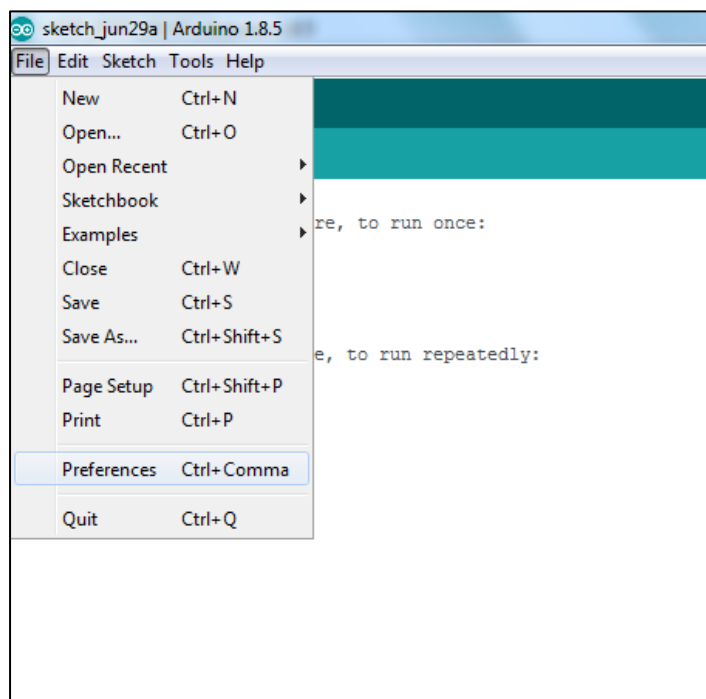 sketch_jun29a | Arduino 1.8.5
File Edit Sketch Tools Help
New Ctrl+N
Open... Ctrl+O
Open Recent
Sketchbook
Examples
re, to run once:
Close Ctrl+W
Save Ctrl+S
Save As... Ctrl+Shift+S
e, to run repeatedly:
Page Setup Ctrl+Shift+P
Print Ctrl+P
Preferences Ctrl+Comma
Quit Ctrl+Q